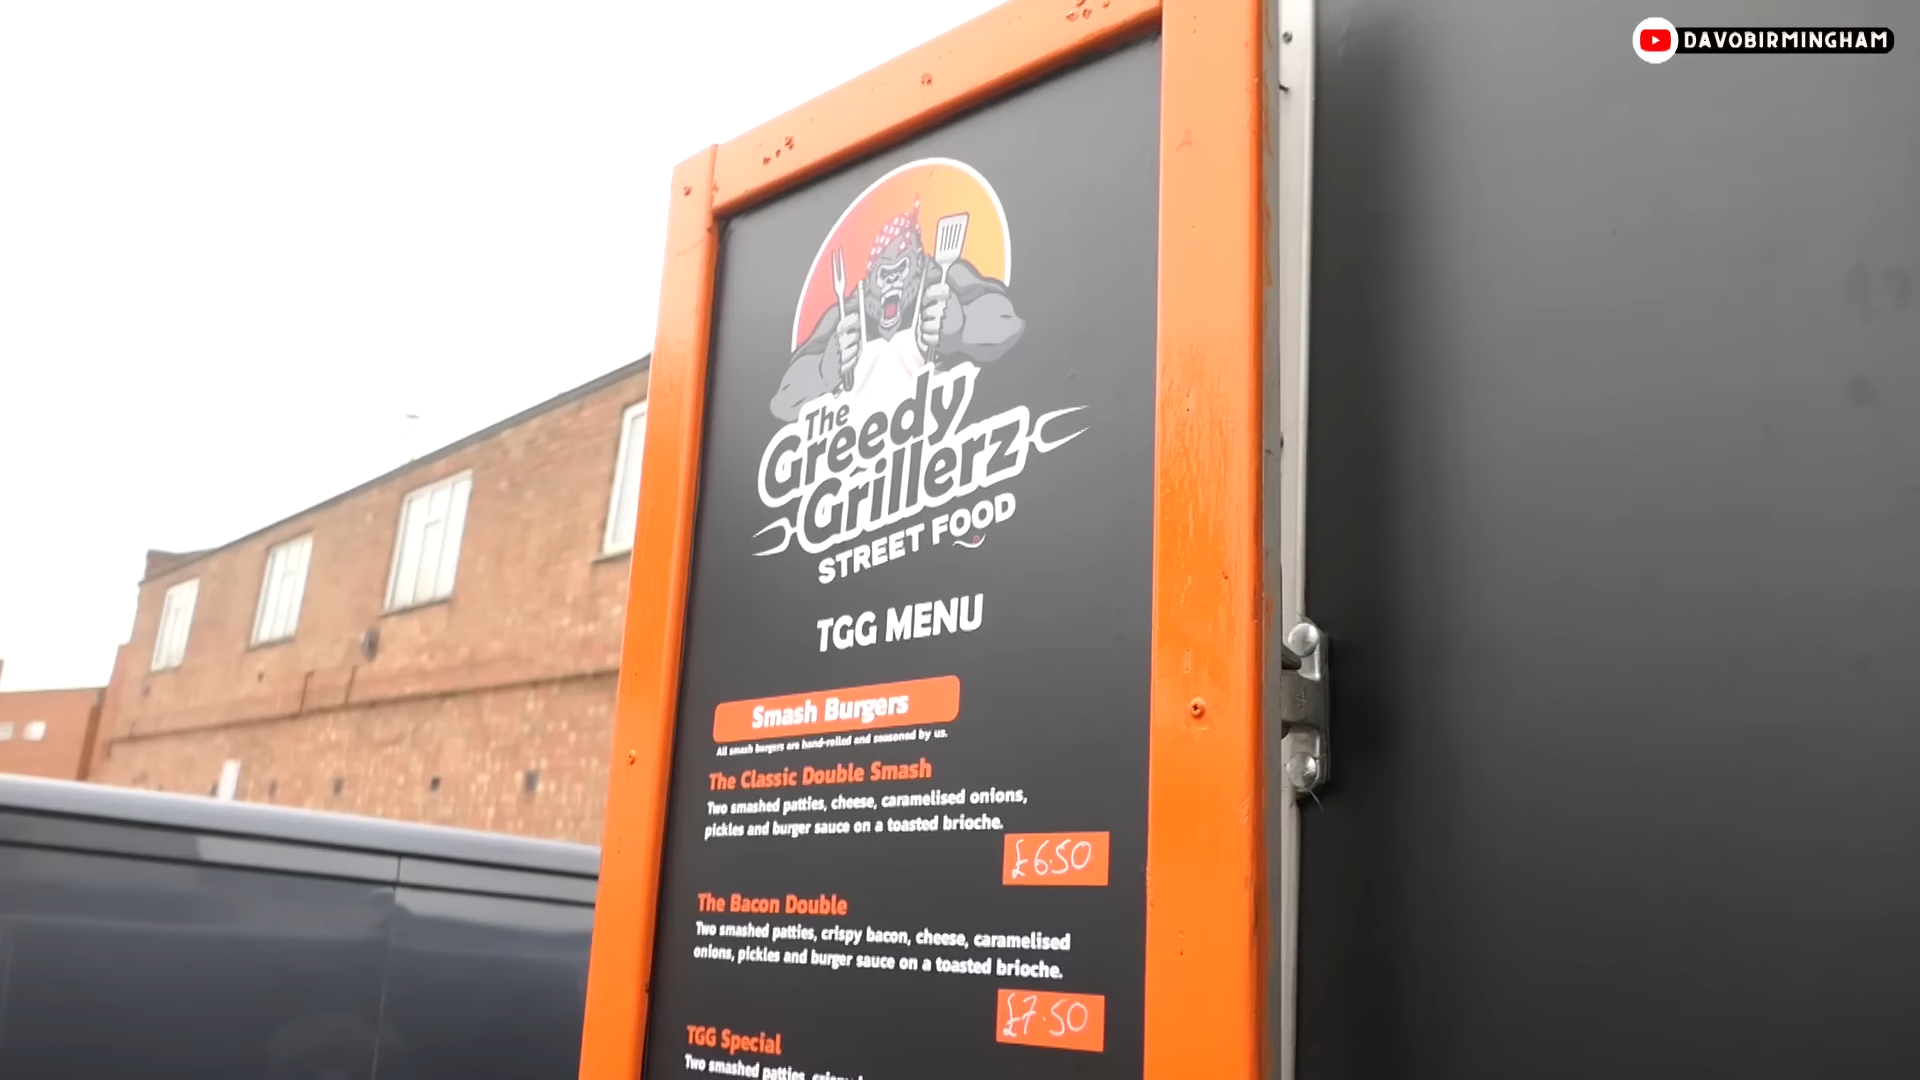 DAVOBIRMINGHAM
The
Greedy
Grillerz
STREET FOOD
TGG MENU
Smash Burgers
All smash burgers are hand-rolled and seasoned by us.
The Classic Double Smash
Two smashed patties, cheese, caramelised onions,
pickles and burger sauce on a toasted brioche.
£6.50
The Bacon Double
Two smashed patties, crispy bacon, cheese, caramelised
onions, pickles and burger sauce on a toasted brioche.
£7.50
TGG Special
Two smashed patties,